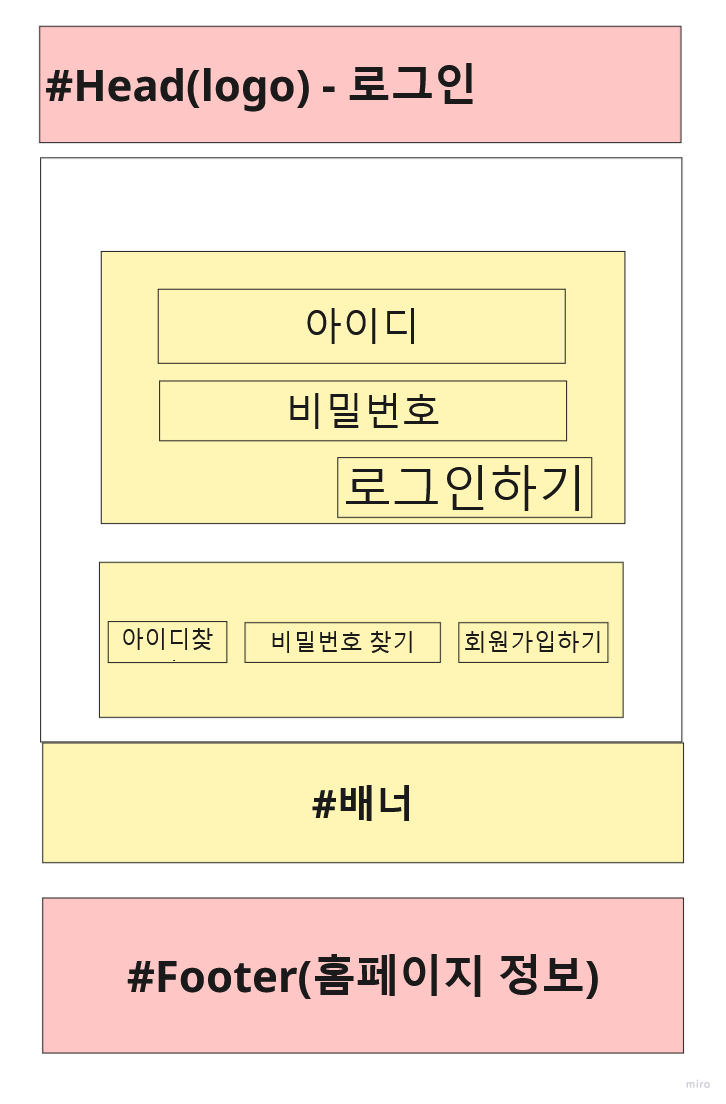 #Head(logo) - 로그인
아이디
비밀번호
로그인하기
아이디찾
비밀번호 찾기
회원가입하기
#배너
#Footer(홈페이지 정보)
miro